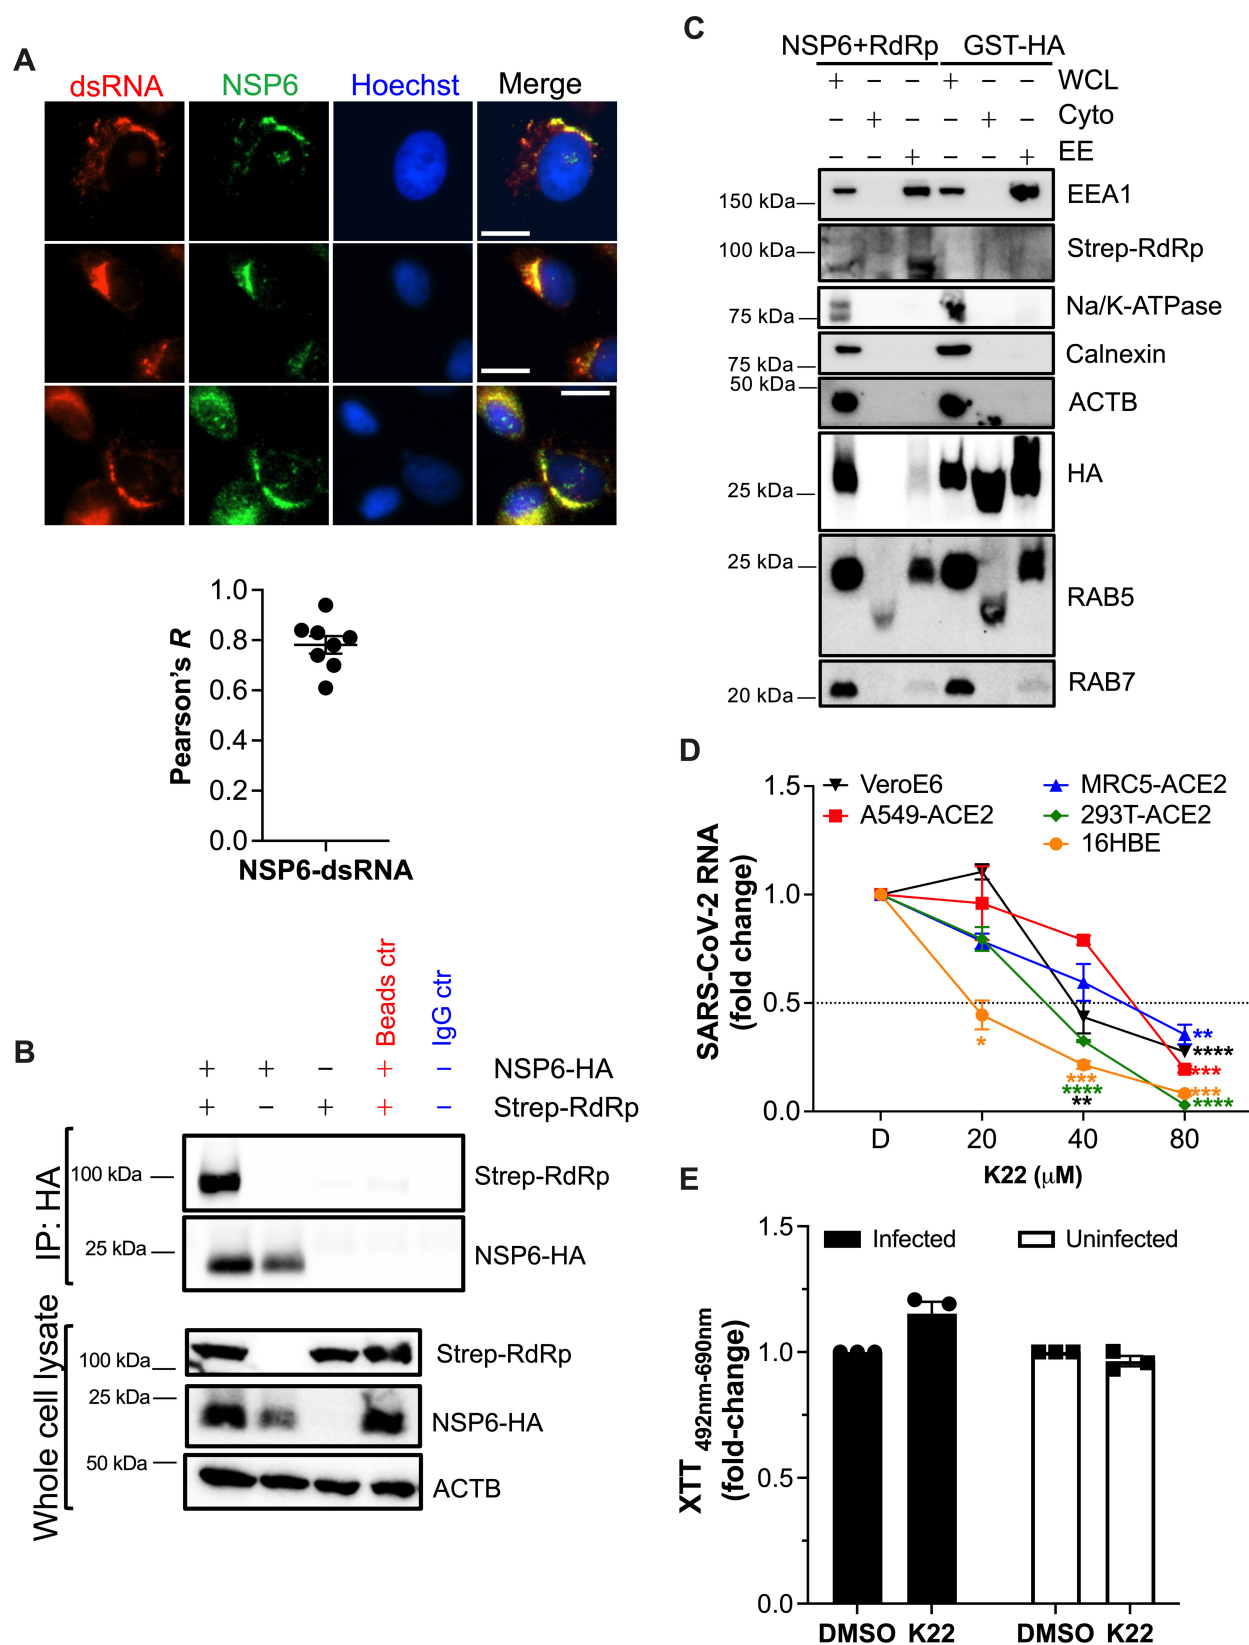 A
dsRNA NSP6 Hoechst Merge
Pearson's R
1.0
0.8
0.6
0.4
0.2
0.0
NSP6-dsRNA
B
Beads ctr
IgG ctr
+ + – + – NSP6-HA
+ – + + – Strep-RdRp
IP: HA
100 kDa Strep-RdRp
25 kDa NSP6-HA
Whole cell lysate
100 kDa Strep-RdRp
25 kDa NSP6-HA
50 kDa ACTB
C
NSP6+RdRp GST-HA
+ – – + – – WCL
– + – – + – Cyto
– – + – – + EE
150 kDa EEA1
100 kDa Strep-RdRp
75 kDa Na/K-ATPase
75 kDa Calnexin
50 kDa ACTB
25 kDa HA
25 kDa RAB5
20 kDa RAB7
D
SARS-CoV-2 RNA
(fold change)
VeroE6 MRC5-ACE2
A549-ACE2 293T-ACE2
16HBE
1.5
1.0
0.5
0.0
*
***
****
**
**
****
***
***
****
D 20 40 80
K22 (µM)
E
XTT 492nm-690nm
(fold-change)
Infected Uninfected
1.5
1.0
0.5
0.0
DMSO K22 DMSO K22